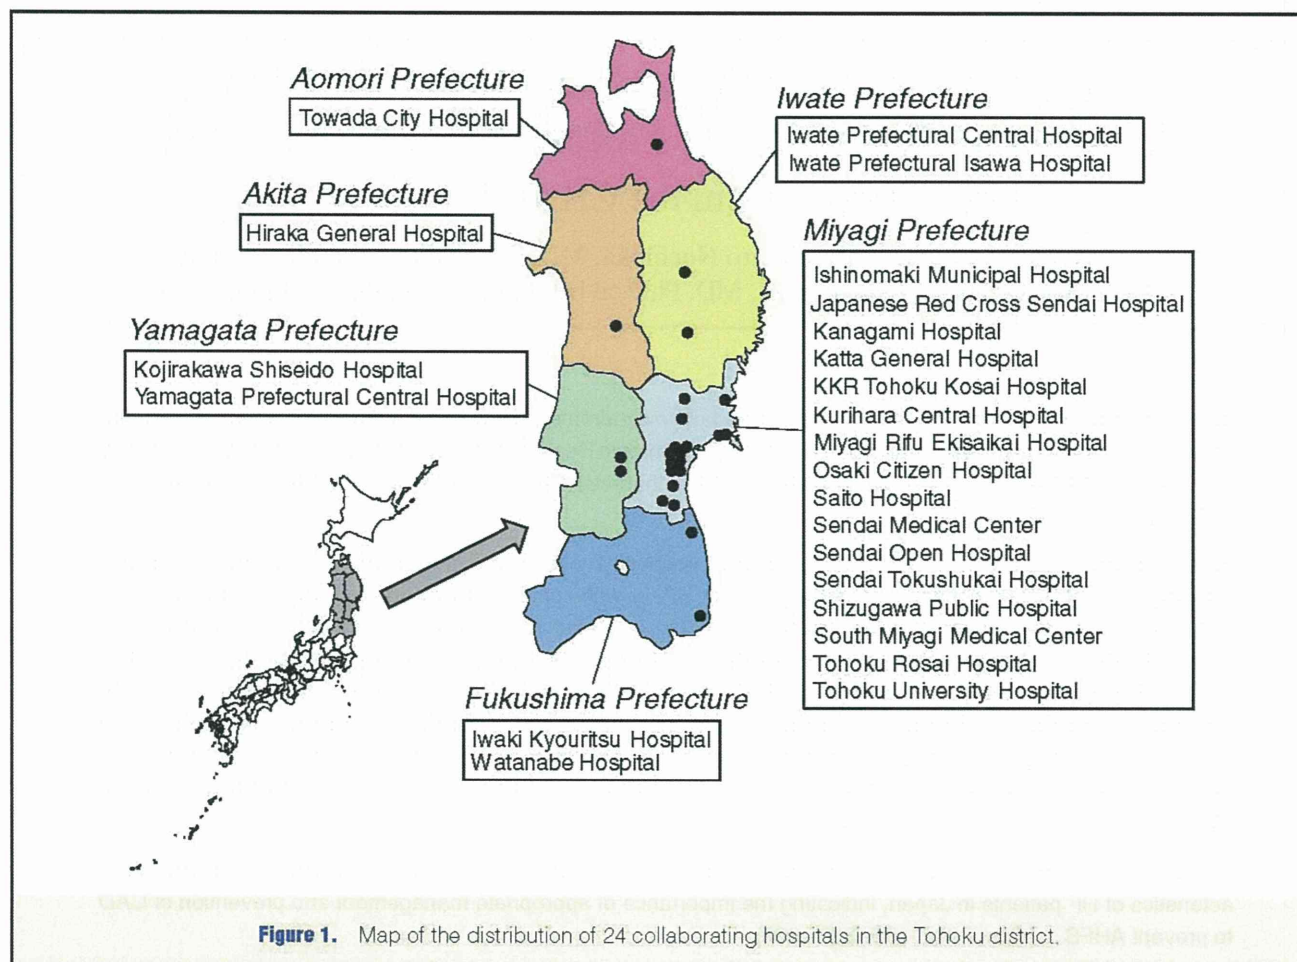 Aomori Prefecture
Towada City Hospital
Iwate Prefecture
Iwate Prefectural Central Hospital
Iwate Prefectural Isawa Hospital
Akita Prefecture
Hiraka General Hospital
Miyagi Prefecture
Ishinomaki Municipal Hospital
Japanese Red Cross Sendai Hospital
Kanagami Hospital
Katta General Hospital
KKR Tohoku Kosai Hospital
Kurihara Central Hospital
Miyagi Rifu Ekisaikai Hospital
Osaki Citizen Hospital
Saito Hospital
Sendai Medical Center
Sendai Open Hospital
Sendai Tokushukai Hospital
Shizugawa Public Hospital
South Miyagi Medical Center
Tohoku Rosai Hospital
Tohoku University Hospital
Yamagata Prefecture
Kojirakawa Shiseido Hospital
Yamagata Prefectural Central Hospital
Fukushima Prefecture
Iwaki Kyouritsu Hospital
Watanabe Hospital
Figure 1. Map of the distribution of 24 collaborating hospitals in the Tohoku district.